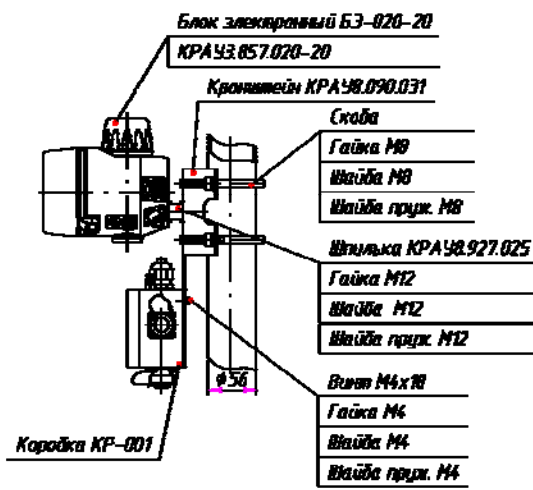 Блок электронный БЭ-020-20
КРАУ3.857.020-20
Кронштейн КРАУ8.090.031
Скоба
Гайка М8
Шайба М8
Шайба пруж. М8
Шпилька КРАУ8.927.025
Гайка М12
Шайба М12
Шайба пруж. М12
ϕ56
Винт М4х18
Гайка М4
Шайба М4
Шайба пруж. М4
Коробка КР-001